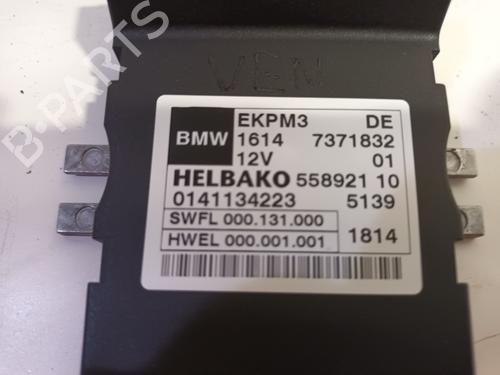 B-PARTS
VEN
EKPM3 DE
BMW 1614 7371832
12V 01
HELBAKO 558921 10
0141134223 5139
SWFL 000.131.000
HWEL 000.001.001 1814